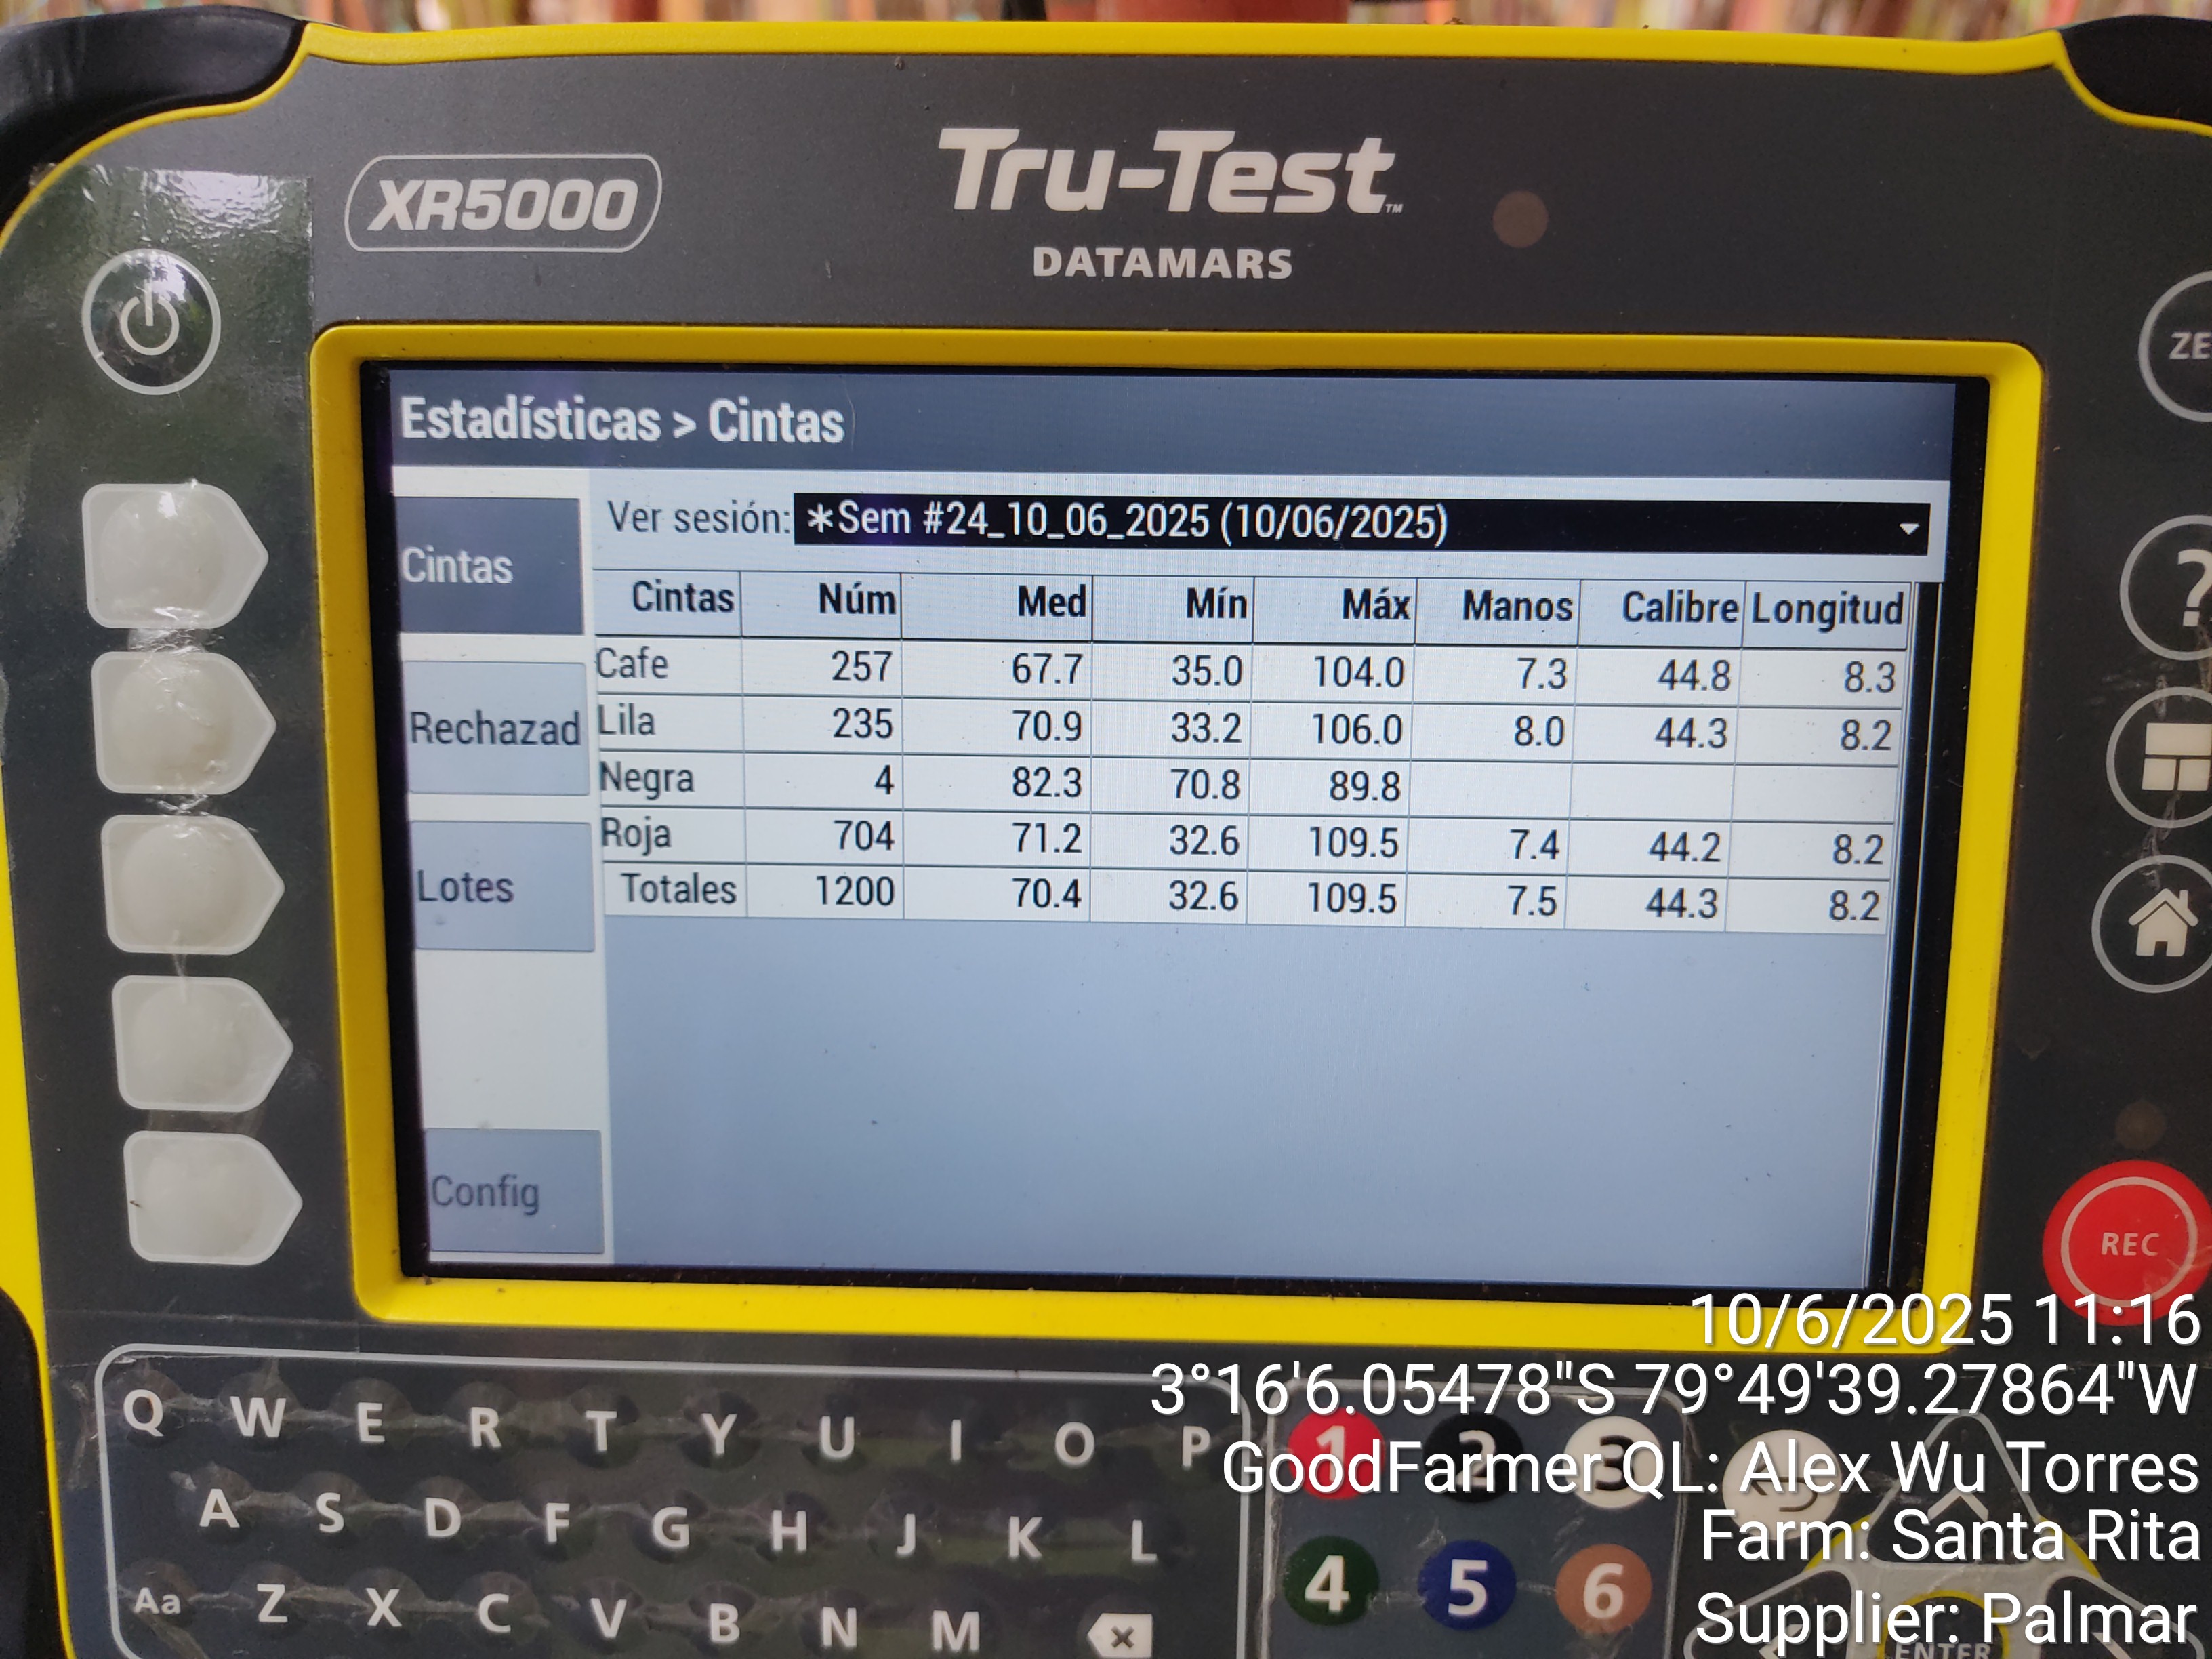 XR5000
Tru-Test™
DATAMARS
ZE
Estadísticas > Cintas
Ver sesión: *Sem #24_10_06_2025 (10/06/2025)
Cintas
Rechazad
Lotes
Config
Cintas Núm Med Mín Máx Manos Calibre Longitud
Cafe 257 67.7 35.0 104.0 7.3 44.8 8.3
Lila 235 70.9 33.2 106.0 8.0 44.3 8.2
Negra 4 82.3 70.8 89.8
Roja 704 71.2 32.6 109.5 7.4 44.2 8.2
Totales 1200 70.4 32.6 109.5 7.5 44.3 8.2
?
REC
10/6/2025 11:16
3°16'6.05478"S 79°49'39.27864"W
GoodFarmer QL: Alex Wu Torres
Farm: Santa Rita
Supplier: Palmar
Q W E R T Y U I O P
A S D F G H J K L
Aa Z X C V B N M
1 2 3
4 5 6
ENTER